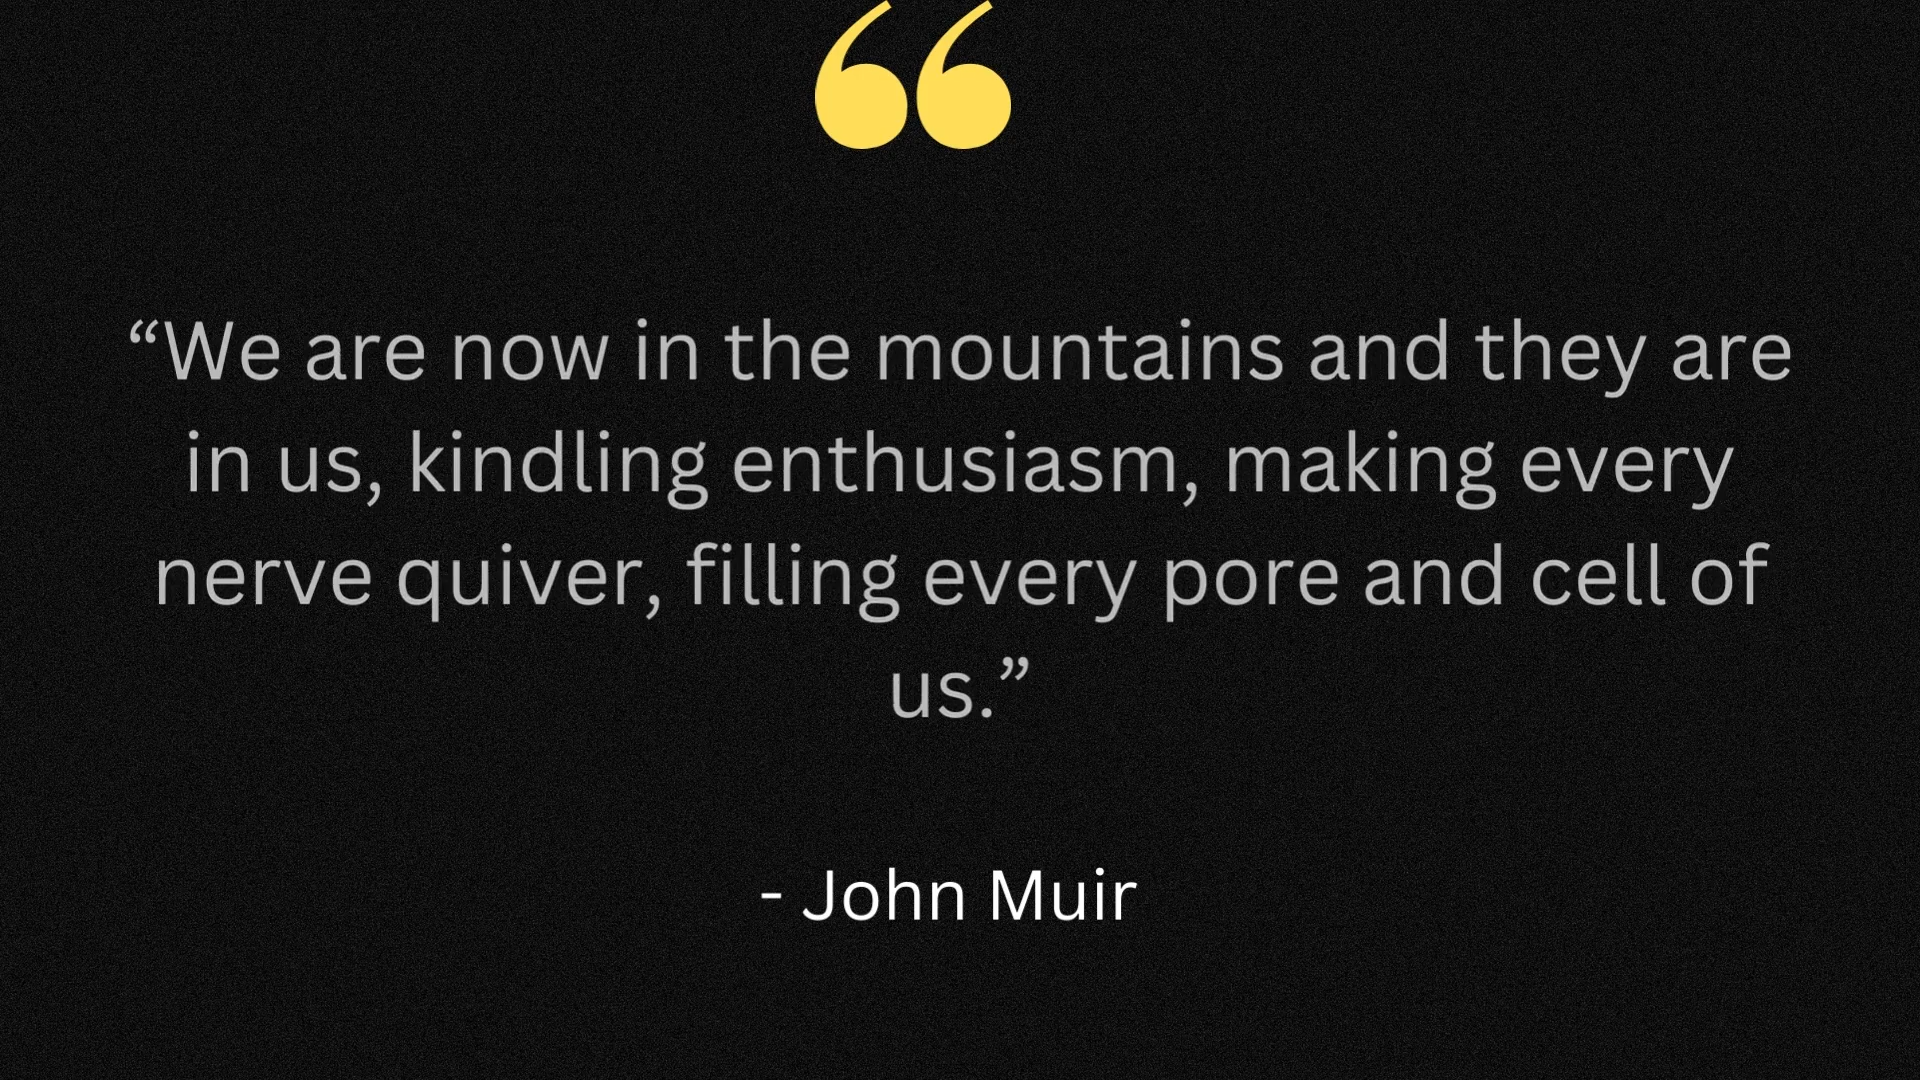 “We are now in the mountains and they are
in us, kindling enthusiasm, making every
nerve quiver, filling every pore and cell of
us.”
- John Muir